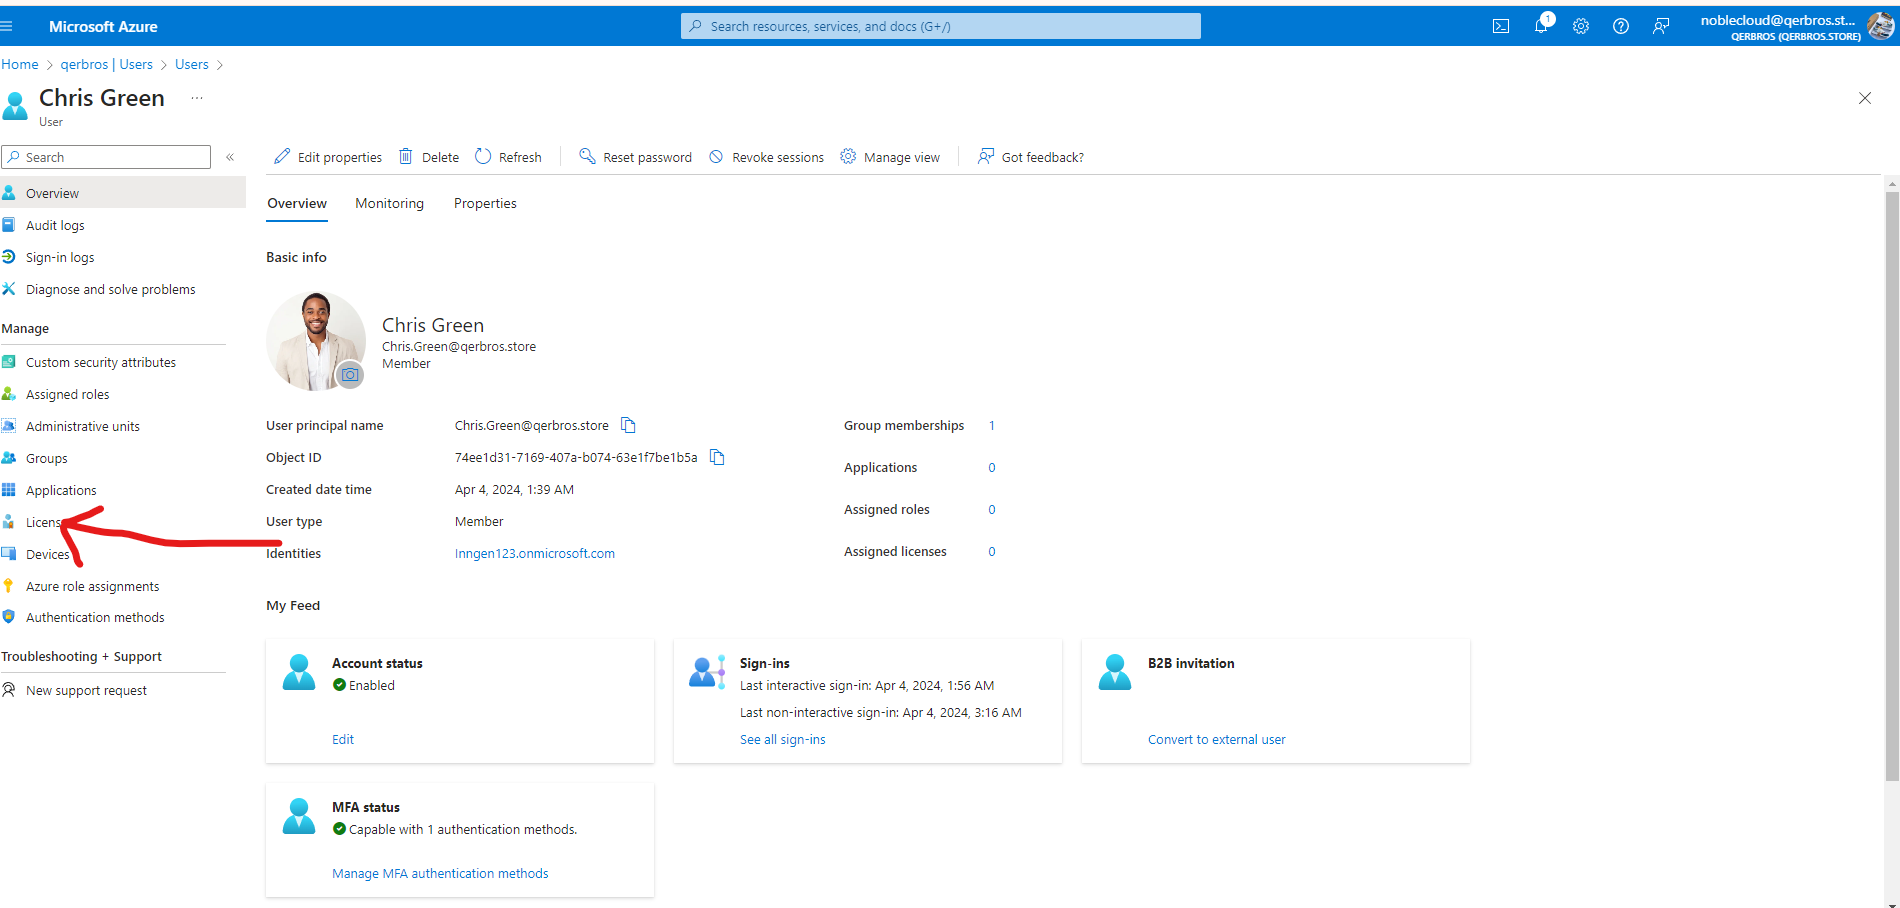 Microsoft Azure
Search resources, services, and docs (G+/)
1
noblecloud@qerbros.st...
QERBROS (QERBROS.STORE)
Home > qerbros | Users > Users >
Chris Green ...
User
Search «
Overview
Audit logs
Sign-in logs
Diagnose and solve problems
Manage
Custom security attributes
Assigned roles
Administrative units
Groups
Applications
Licens
Devices
Azure role assignments
Authentication methods
Troubleshooting + Support
New support request
Edit properties Delete Refresh Reset password Revoke sessions Manage view Got feedback?
Overview Monitoring Properties
Basic info
Chris Green
Chris.Green@qerbros.store
Member
User principal name Chris.Green@qerbros.store
Object ID 74ee1d31-7169-407a-b074-63e1f7be1b5a
Created date time Apr 4, 2024, 1:39 AM
User type Member
Identities Inngen123.onmicrosoft.com
Group memberships 1
Applications 0
Assigned roles 0
Assigned licenses 0
My Feed
Account status
Enabled
Edit
Sign-ins
Last interactive sign-in: Apr 4, 2024, 1:56 AM
Last non-interactive sign-in: Apr 4, 2024, 3:16 AM
See all sign-ins
B2B invitation
Convert to external user
MFA status
Capable with 1 authentication methods.
Manage MFA authentication methods